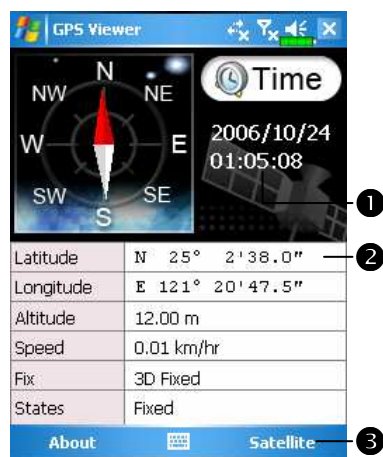 GPS Viewer
N
NW NE
W E
SW SE
S
Time
2006/10/24
01:05:08
1
Latitude N 25° 2'38.0"
2
Longitude E 121° 20'47.5"
Altitude 12.00 m
Speed 0.01 km/hr
Fix 3D Fixed
States Fixed
About Satellite
3